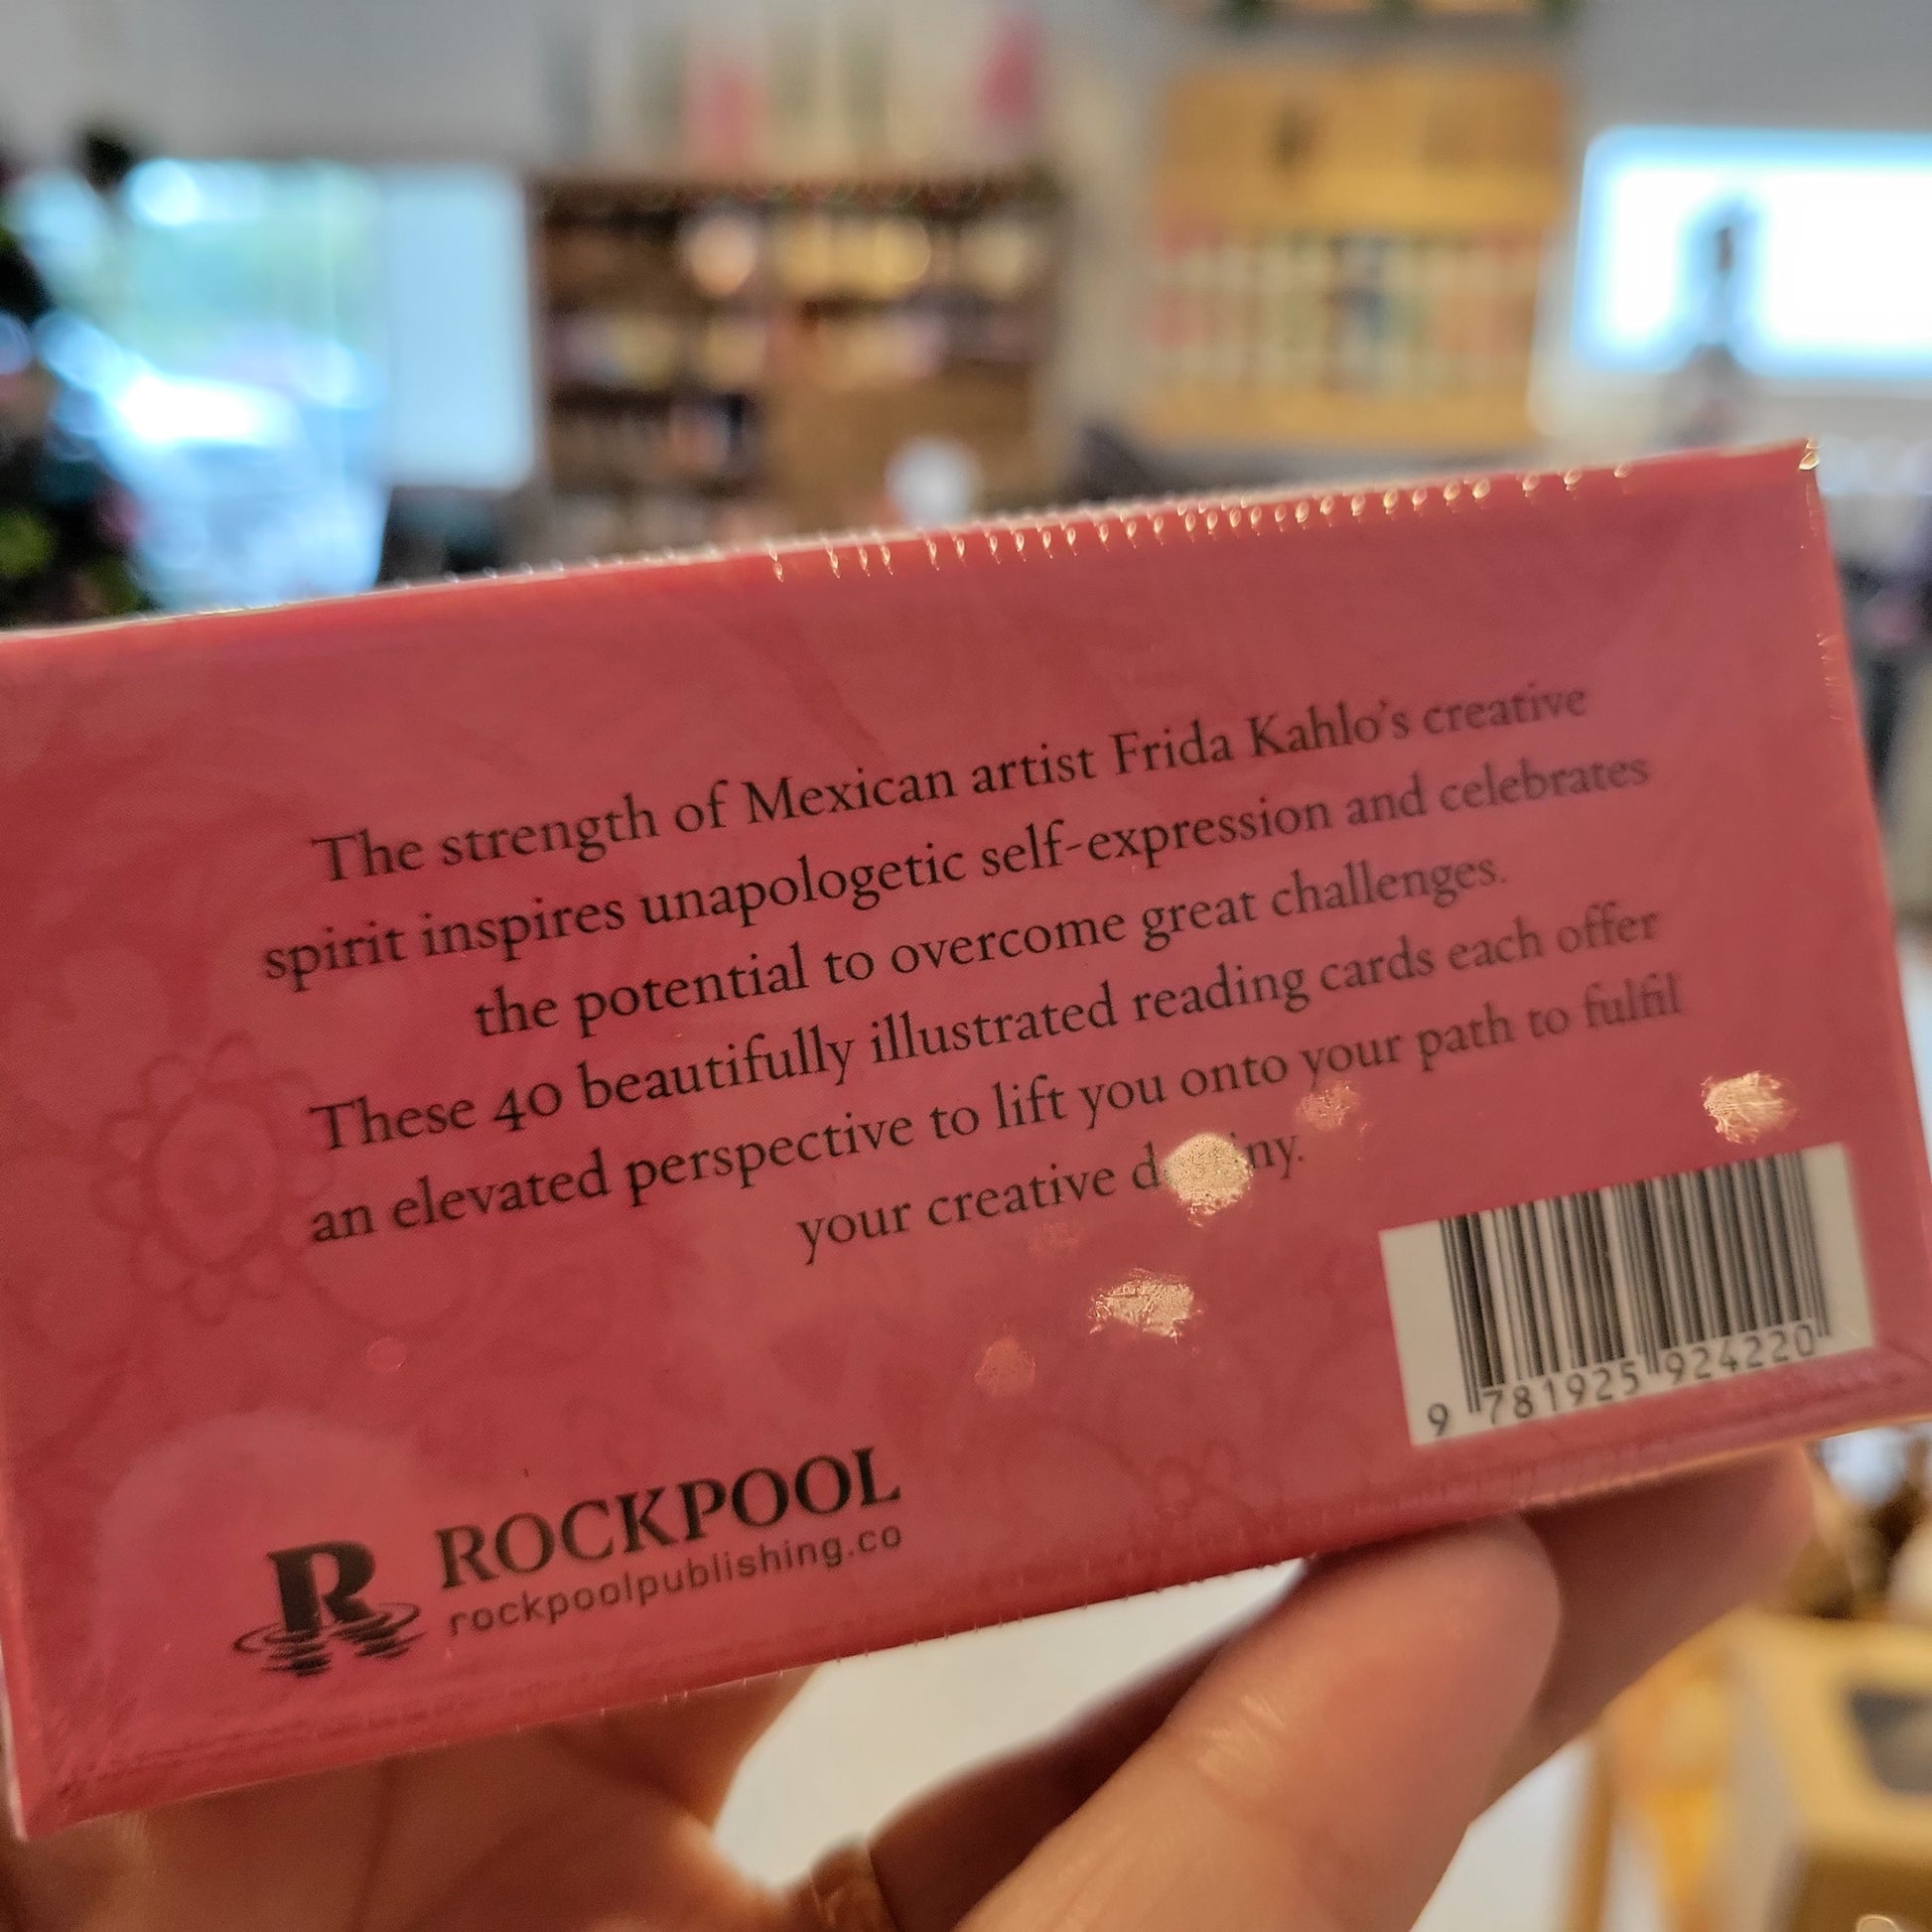 The strength of Mexican artist Frida Kahlo's creative
spirit inspires unapologetic self-expression and celebrates
the potential to overcome great challenges.
These 40 beautifully illustrated reading cards each offer
an elevated perspective to lift you onto your path to fulfil
your creative
R ROCKPOOL
rockpoolpublishing.co
9 781925 924220